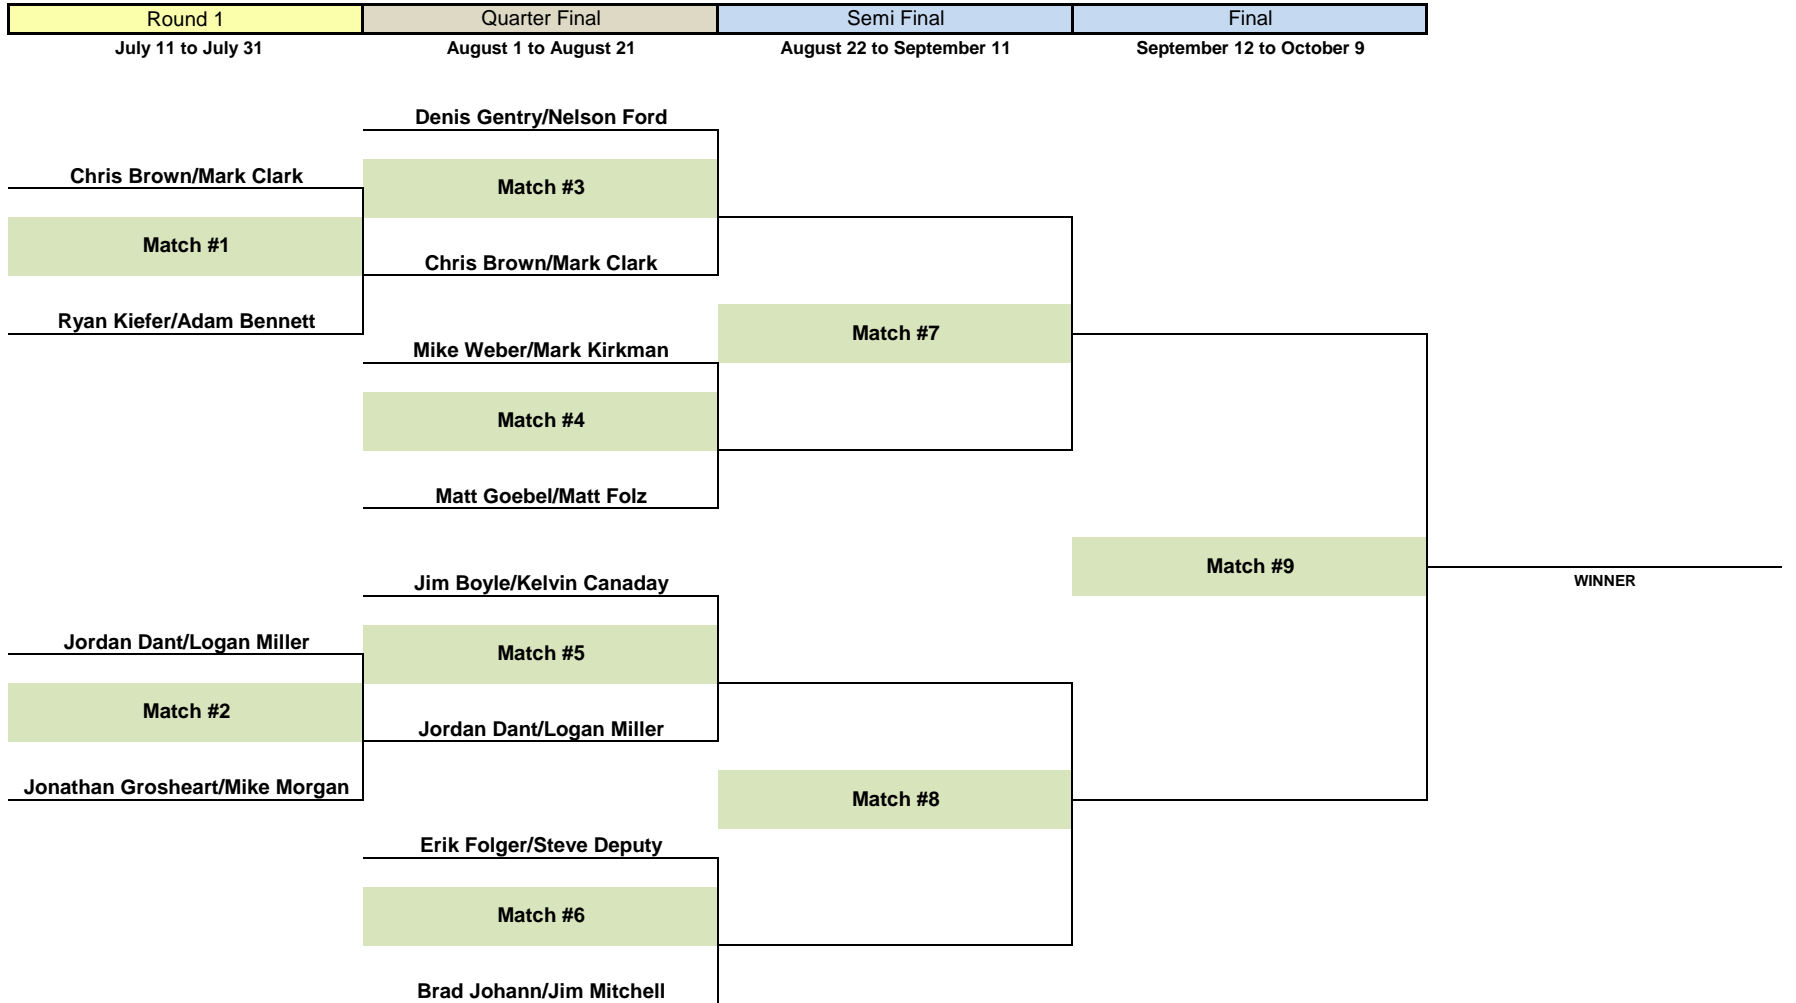 Round 1
Quarter Final
Semi Final
Final
July 11 to July 31
August 1 to August 21
August 22 to September 11
September 12 to October 9
Denis Gentry/Nelson Ford
Chris Brown/Mark Clark
Match #3
Match #1
Chris Brown/Mark Clark
Ryan Kiefer/Adam Bennett
Match #7
Mike Weber/Mark Kirkman
Match #4
Matt Goebel/Matt Folz
Match #9
Jim Boyle/Kelvin Canaday
WINNER
Jordan Dant/Logan Miller
Match #5
Match #2
Jordan Dant/Logan Miller
Jonathan Grosheart/Mike Morgan
Match #8
Erik Folger/Steve Deputy
Match #6
Brad Johann/Jim Mitchell